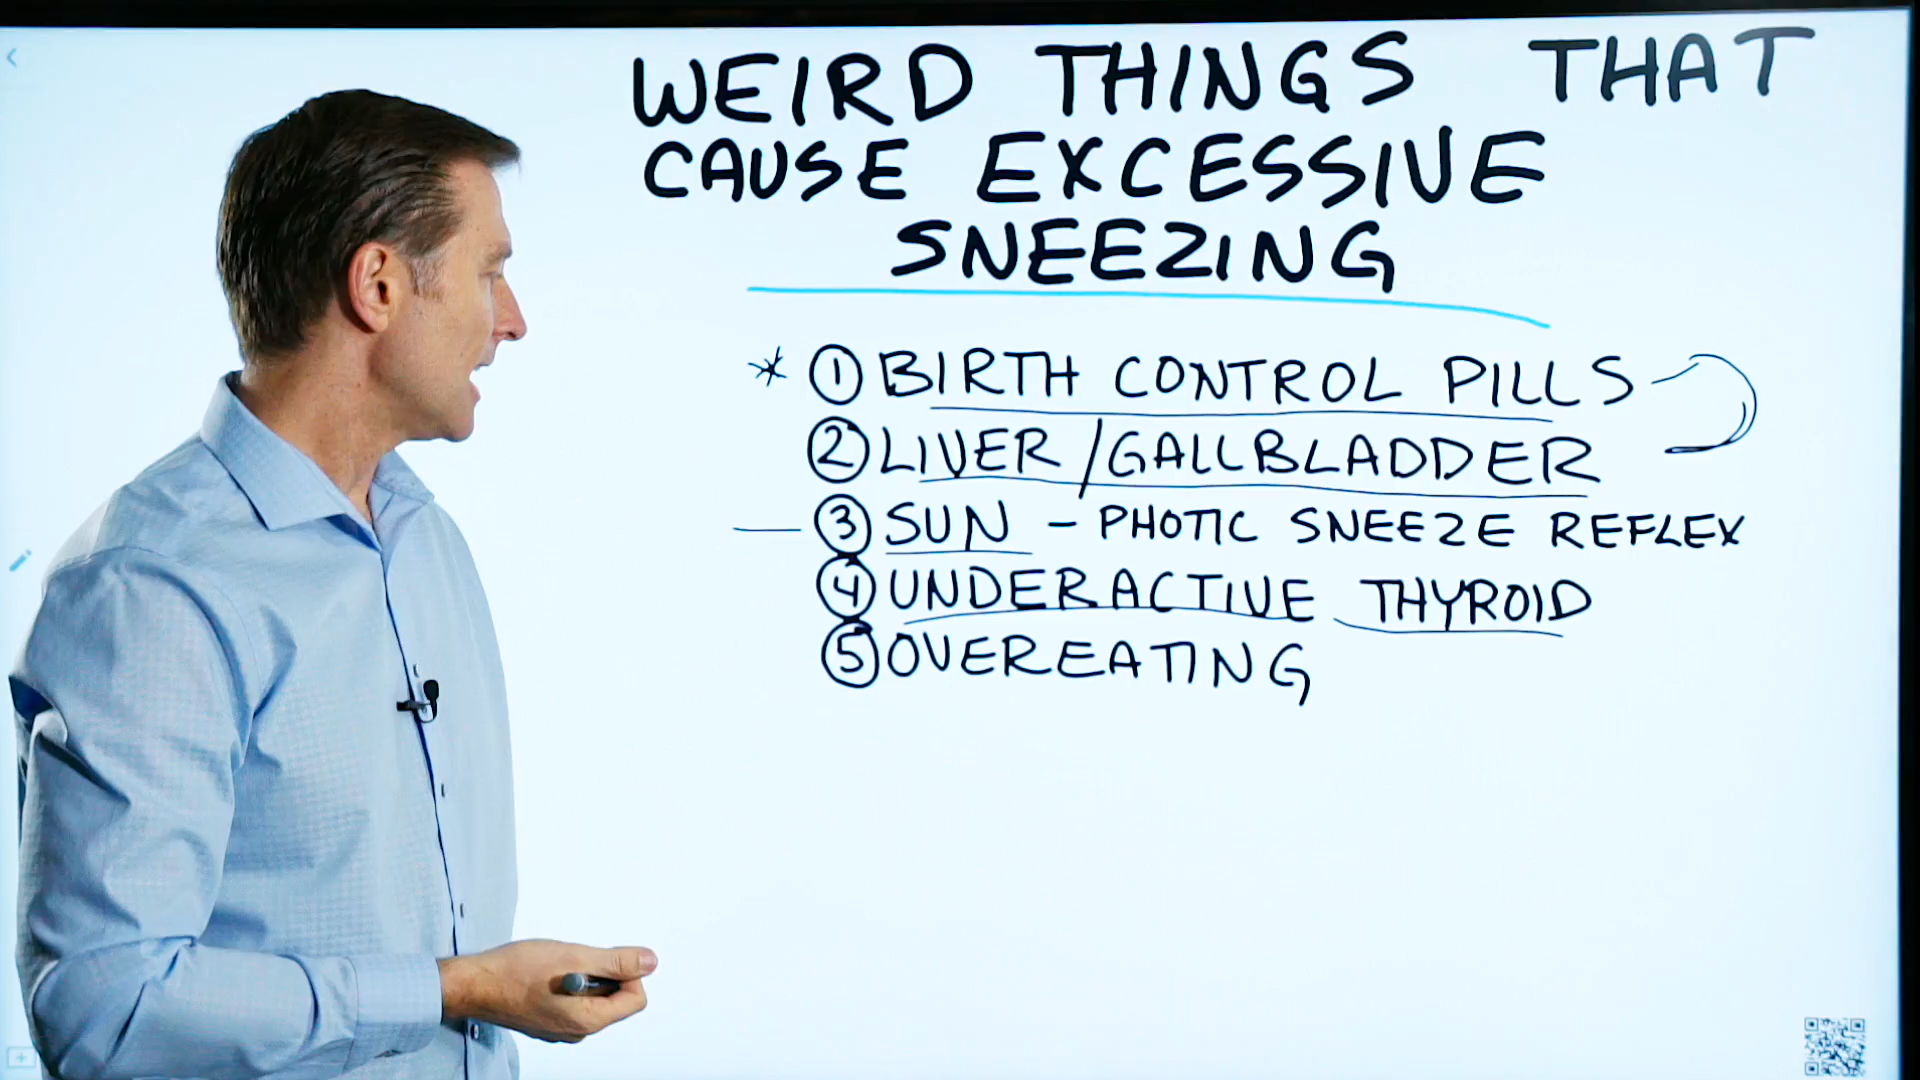 WEIRD THINGS THAT
CAUSE EXCESSIVE
SNEEZING
* ① BIRTH CONTROL PILLS
② LIVER/GALLBLADDER
— ③ SUN - PHOTIC SNEEZE REFLEX
④ UNDERACTIVE THYROID
⑤ OVEREATING